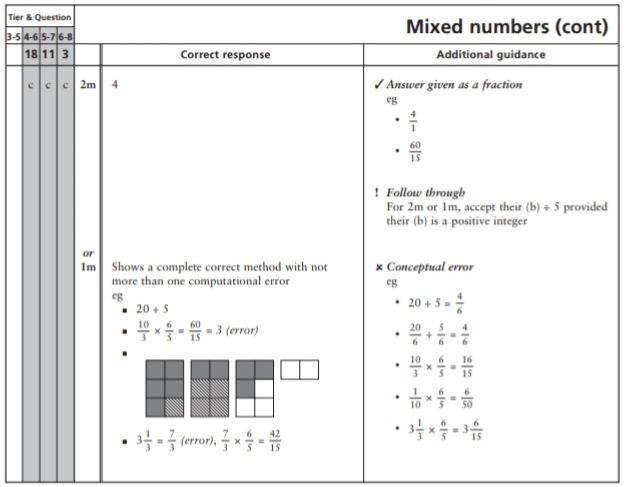 Tier & Question
3-5 4-6 5-7 6-8
18 11 3
Mixed numbers (cont)
Correct response
Additional guidance
c c c 2m 4
✓ Answer given as a fraction
eg
• 4/1
• 60/15
! Follow through
For 2m or 1m, accept their (b) ÷ 5 provided
their (b) is a positive integer
or
1m Shows a complete correct method with not
more than one computational error
eg
▪ 20 ÷ 5
▪ 10/3 × 6/5 = 60/15 = 3 (error)
▪
▪ 3 1/3 = 7/3 (error), 7/3 × 6/5 = 42/15
× Conceptual error
eg
• 20 ÷ 5 = 4/6
• 20/6 ÷ 5/6 = 4/6
• 10/3 × 6/5 = 16/15
• 1/10 × 6/5 = 6/50
• 3 1/3 × 6/5 = 3 6/15